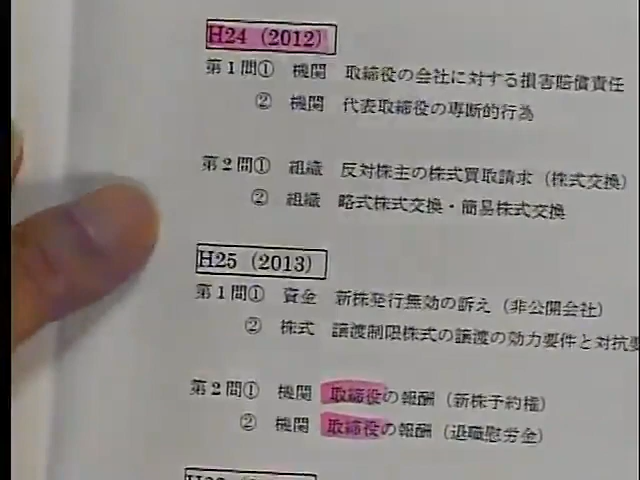 H24（2012）
第1問① 機関 取締役の会社に対する損害賠償責任
② 機関 代表取締役の専断的行為
第2問① 組織 反対株主の株式買取請求（株式交換）
② 組織 略式株式交換・簡易株式交換
H25（2013）
第1問① 資金 新株発行無効の訴え（非公開会社）
② 株式 譲渡制限株式の譲渡の効力要件と対抗要
第2問① 機関 取締役の報酬（新株予約権）
② 機関 取締役の報酬（退職慰労金）